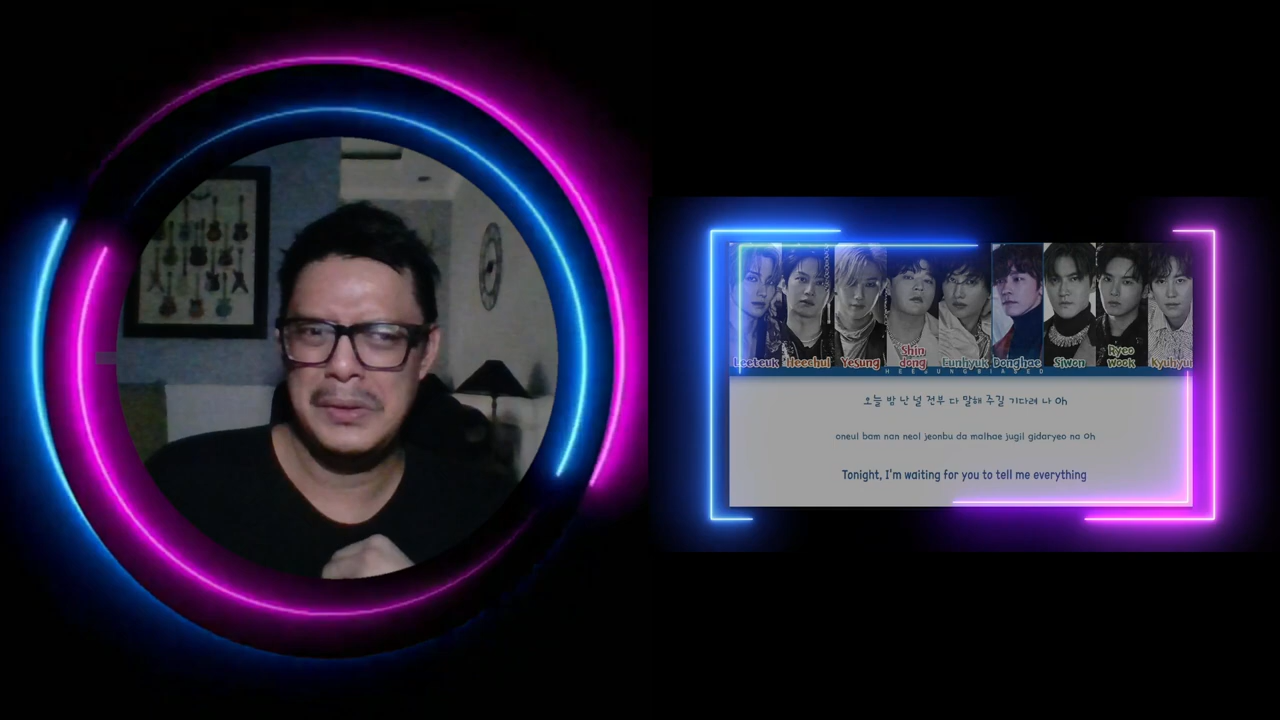 Leeteuk Heechul Yesung Shin dong Eunhyuk Donghae Siwon Ryeo wook Kyuhyun
HEESUNGBIASED
오늘 밤 난 널 전부 다 말해 주길 기다려 나 Oh
oneul bam nan neol jeonbu da malhae jugil gidaryeo na Oh
Tonight, I'm waiting for you to tell me everything